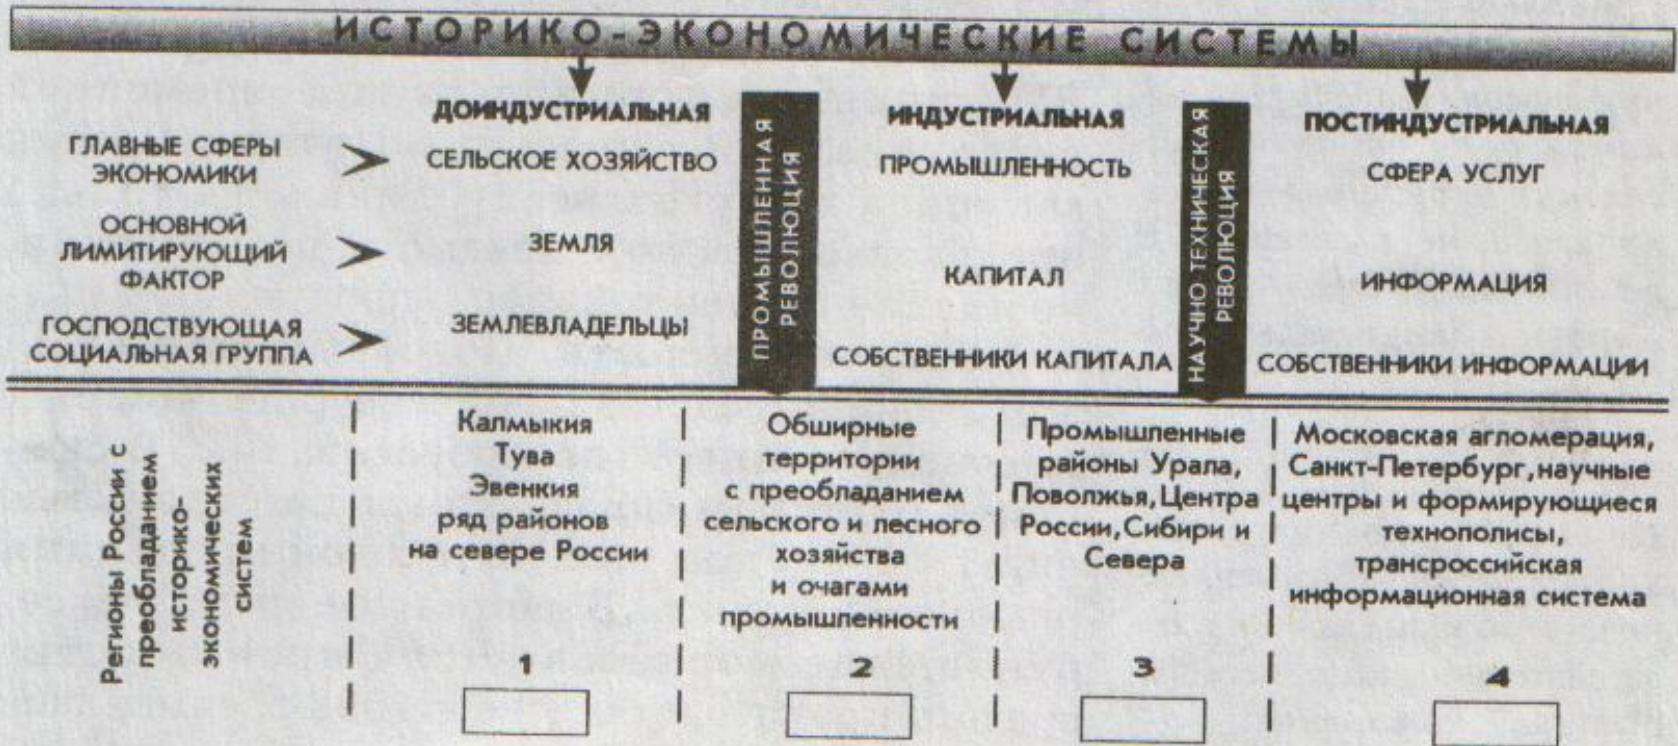 ИСТОРИКО-ЭКОНОМИЧЕСКИЕ СИСТЕМЫ
ДОИНДУСТРИАЛЬНАЯ
ИНДУСТРИАЛЬНАЯ
ПОСТИНДУСТРИАЛЬНАЯ
ГЛАВНЫЕ СФЕРЫ
ЭКОНОМИКИ
СЕЛЬСКОЕ ХОЗЯЙСТВО
ПРОМЫШЛЕННОСТЬ
СФЕРА УСЛУГ
ОСНОВНОЙ
ЛИМИТИРУЮЩИЙ
ФАКТОР
ЗЕМЛЯ
КАПИТАЛ
ИНФОРМАЦИЯ
ГОСПОДСТВУЮЩАЯ
СОЦИАЛЬНАЯ ГРУППА
ЗЕМЛЕВЛАДЕЛЬЦЫ
СОБСТВЕННИКИ КАПИТАЛА
СОБСТВЕННИКИ ИНФОРМАЦИИ
ПРОМЫШЛЕННАЯ
РЕВОЛЮЦИЯ
НАУЧНО ТЕХНИЧЕСКАЯ
РЕВОЛЮЦИЯ
Регионы России с
преобладанием
историко-
экономических
систем
Калмыкия
Тува
Эвенкия
ряд районов
на севере России
1
Обширные
территории
с преобладанием
сельского и лесного
хозяйства
и очагами
промышленности
2
Промышленные
районы Урала,
Поволжья, Центра
России, Сибири и
Севера
3
Московская агломерация,
Санкт-Петербург, научные
центры и формирующиеся
технополисы,
трансроссийская
информационная система
4